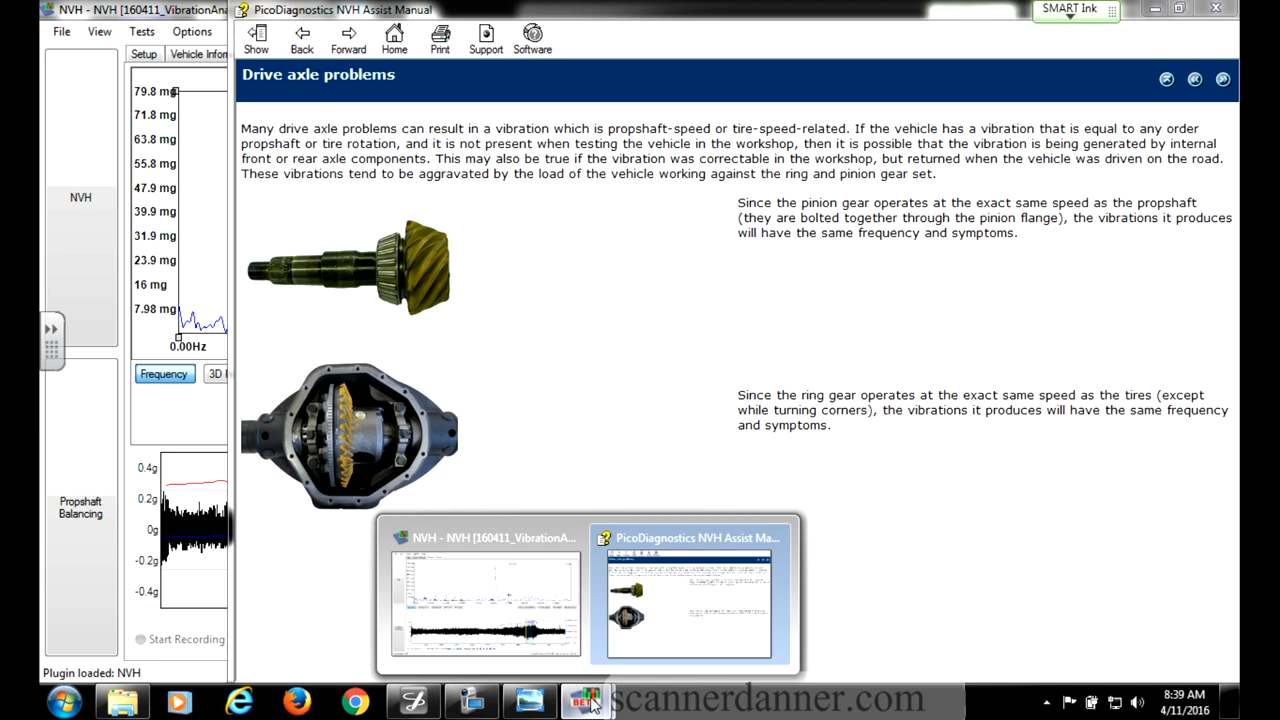 NVH - NVH [160411_VibrationAna
PicoDiagnostics NVH Assist Manual
SMART Ink
File View Tests Options
Show Back Forward Home Print Support Software
Setup Vehicle Infor
Drive axle problems
79.8 mg
71.8 mg
63.8 mg
55.8 mg
47.9 mg
39.9 mg
31.9 mg
23.9 mg
16 mg
7.98 mg
0.00Hz
NVH
Many drive axle problems can result in a vibration which is propshaft-speed or tire-speed-related. If the vehicle has a vibration that is equal to any order
propshaft or tire rotation, and it is not present when testing the vehicle in the workshop, then it is possible that the vibration is being generated by internal
front or rear axle components. This may also be true if the vibration was correctable in the workshop, but returned when the vehicle was driven on the road.
These vibrations tend to be aggravated by the load of the vehicle working against the ring and pinion gear set.
Since the pinion gear operates at the exact same speed as the propshaft
(they are bolted together through the pinion flange), the vibrations it produces
will have the same frequency and symptoms.
Frequency 3D
Since the ring gear operates at the exact same speed as the tires (except
while turning corners), the vibrations it produces will have the same frequency
and symptoms.
0.4g
0.2g
0g
-0.2g
-0.4g
Propshaft
Balancing
Start Recording
Plugin loaded: NVH
NVH - NVH [160411_VibrationA...
PicoDiagnostics NVH Assist Ma...
BET
scannerdanner.com
8:39 AM
4/11/2016